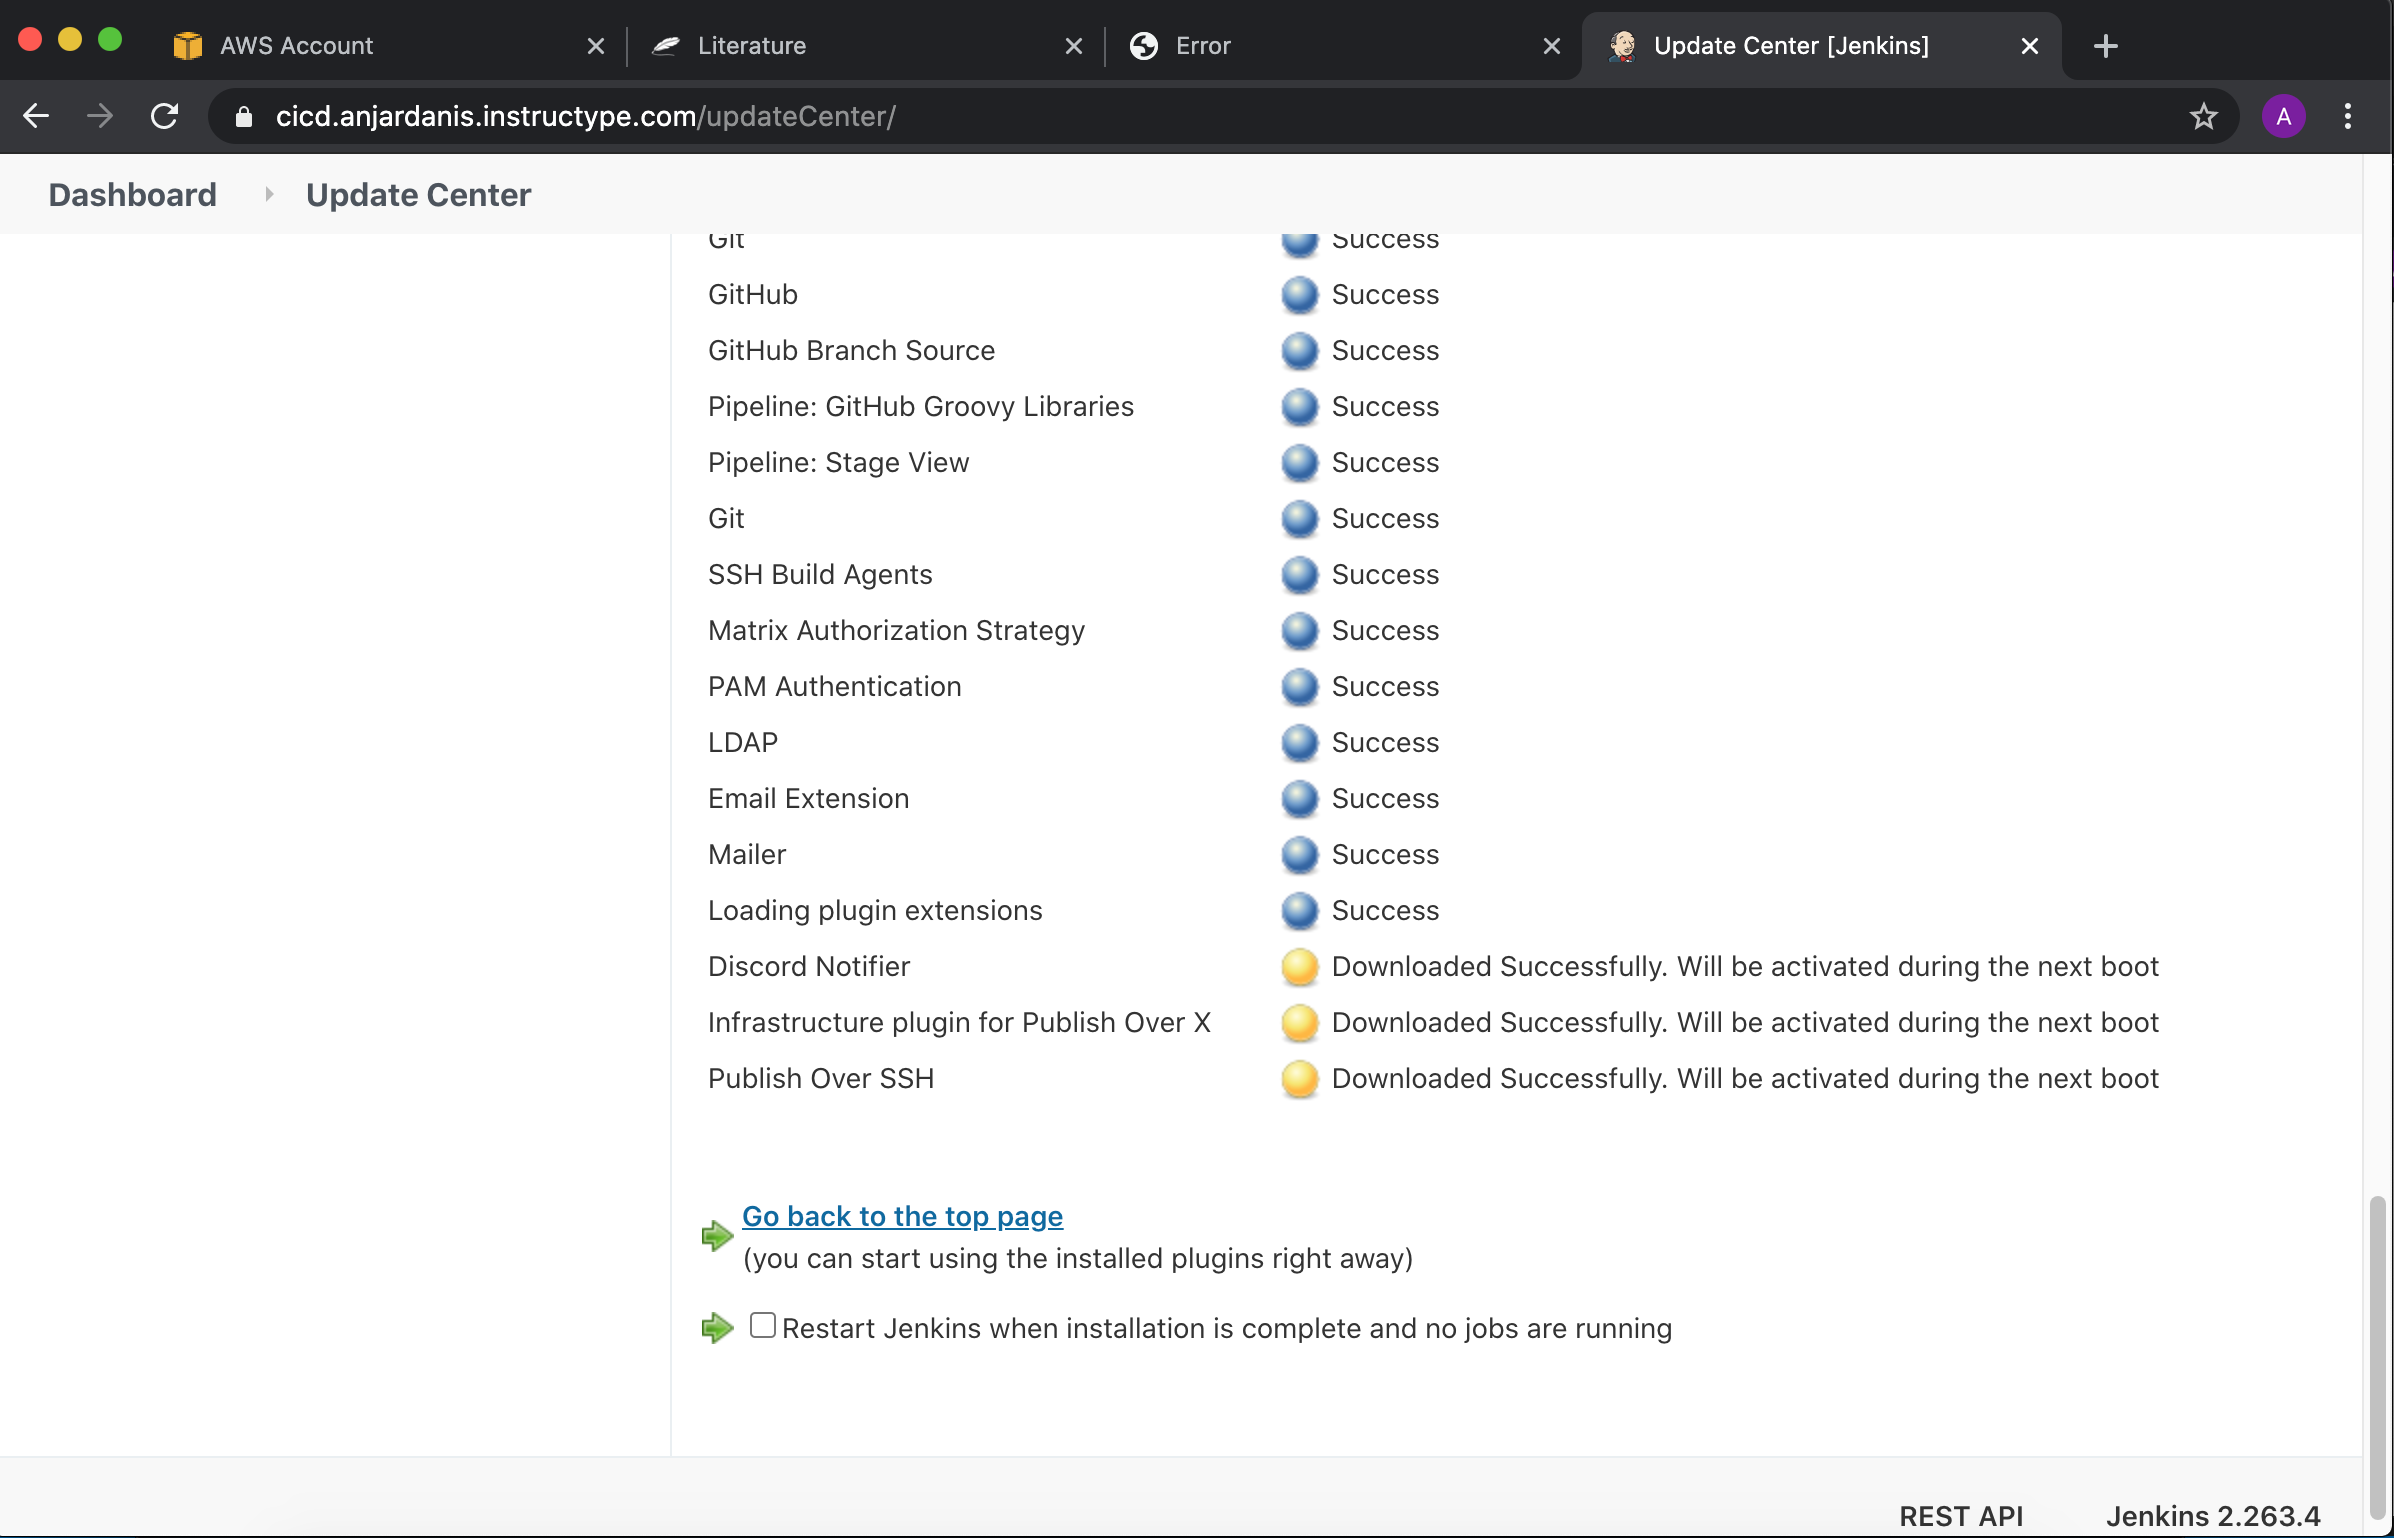 AWS Account
Literature
Error
Update Center [Jenkins]
cicd.anjardanis.instructype.com/updateCenter/
A
Dashboard
Update Center
Git Success
GitHub Success
GitHub Branch Source Success
Pipeline: GitHub Groovy Libraries Success
Pipeline: Stage View Success
Git Success
SSH Build Agents Success
Matrix Authorization Strategy Success
PAM Authentication Success
LDAP Success
Email Extension Success
Mailer Success
Loading plugin extensions Success
Discord Notifier Downloaded Successfully. Will be activated during the next boot
Infrastructure plugin for Publish Over X Downloaded Successfully. Will be activated during the next boot
Publish Over SSH Downloaded Successfully. Will be activated during the next boot
Go back to the top page
(you can start using the installed plugins right away)
Restart Jenkins when installation is complete and no jobs are running
REST API
Jenkins 2.263.4